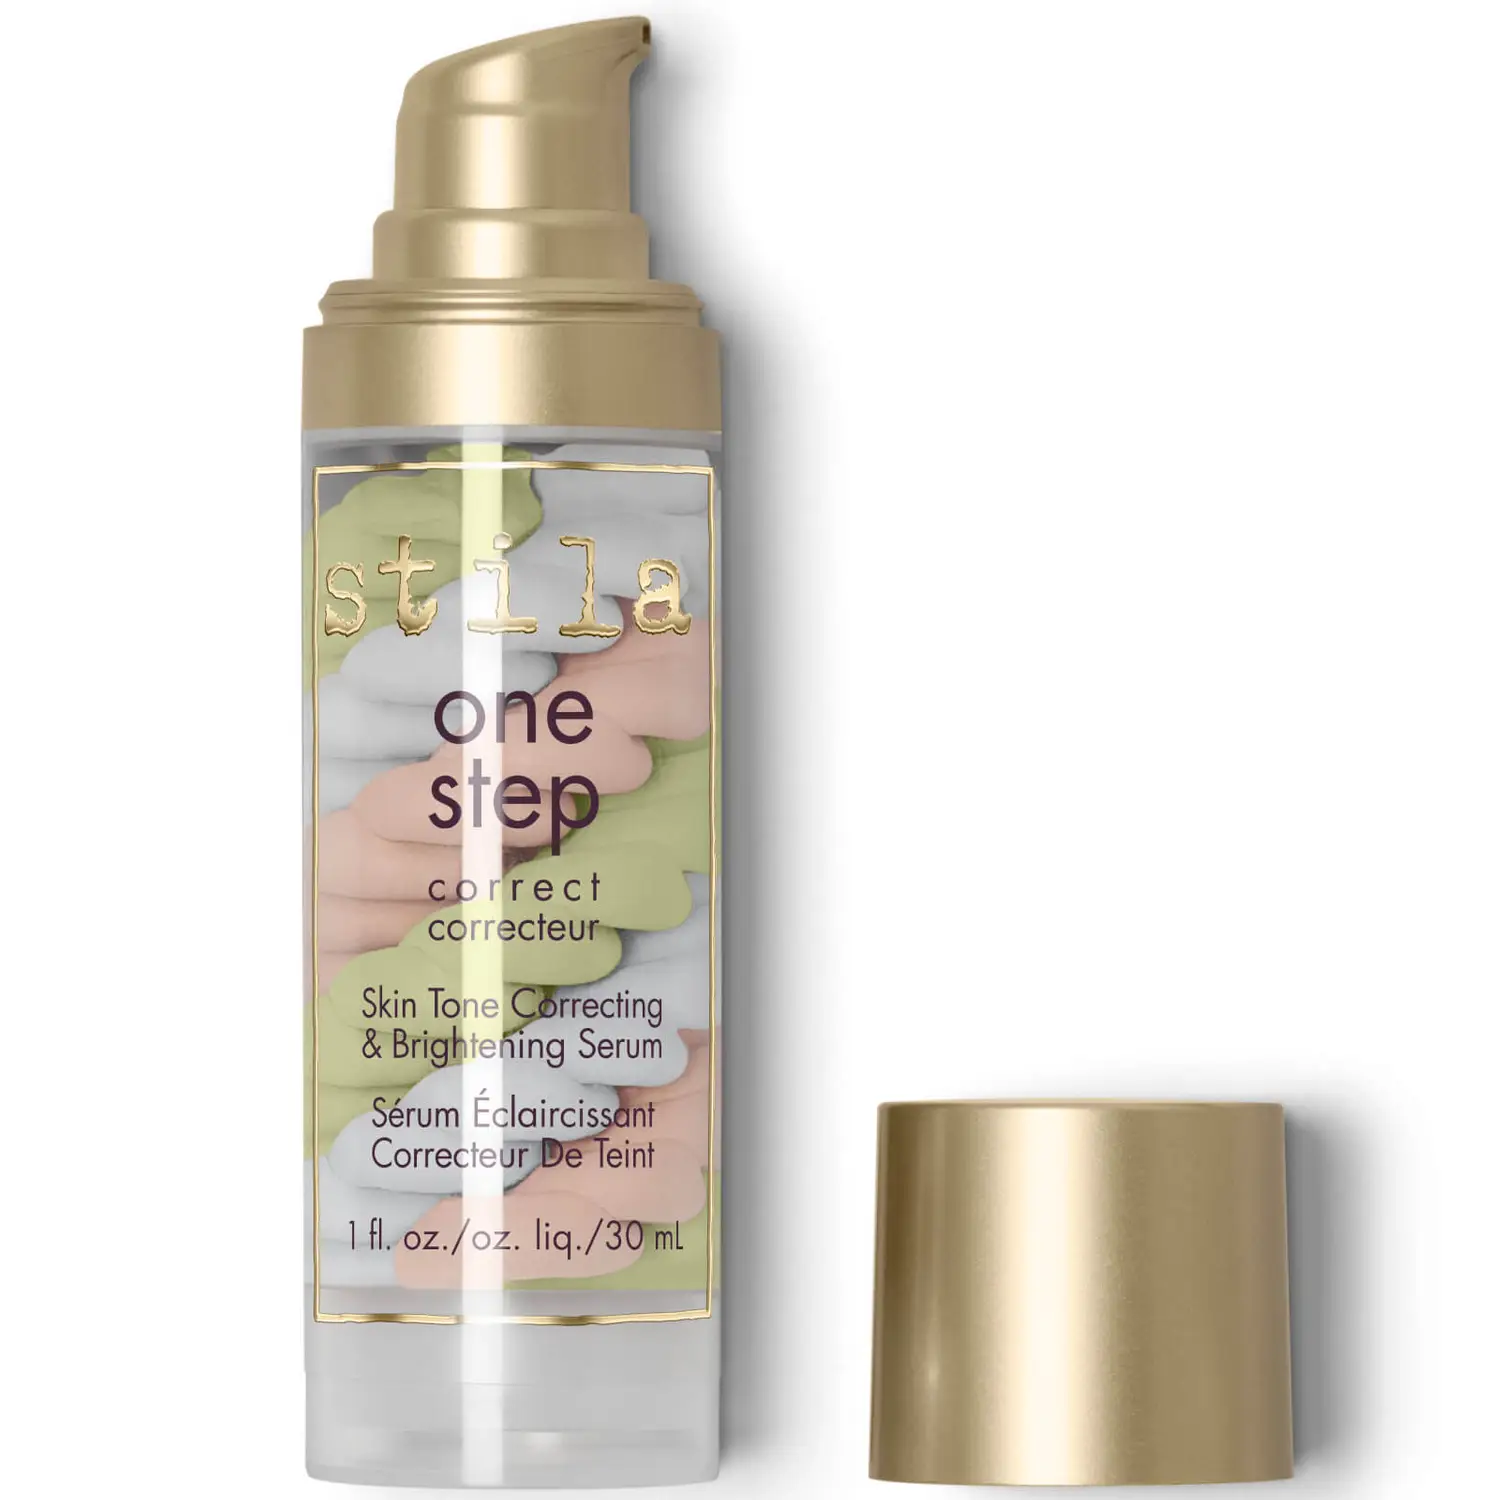 stila
one
step
correct
correcteur
Skin Tone Correcting
& Brightening Serum
Sérum Éclaircissant
Correcteur De Teint
1 fl. oz./oz. liq./30 mL